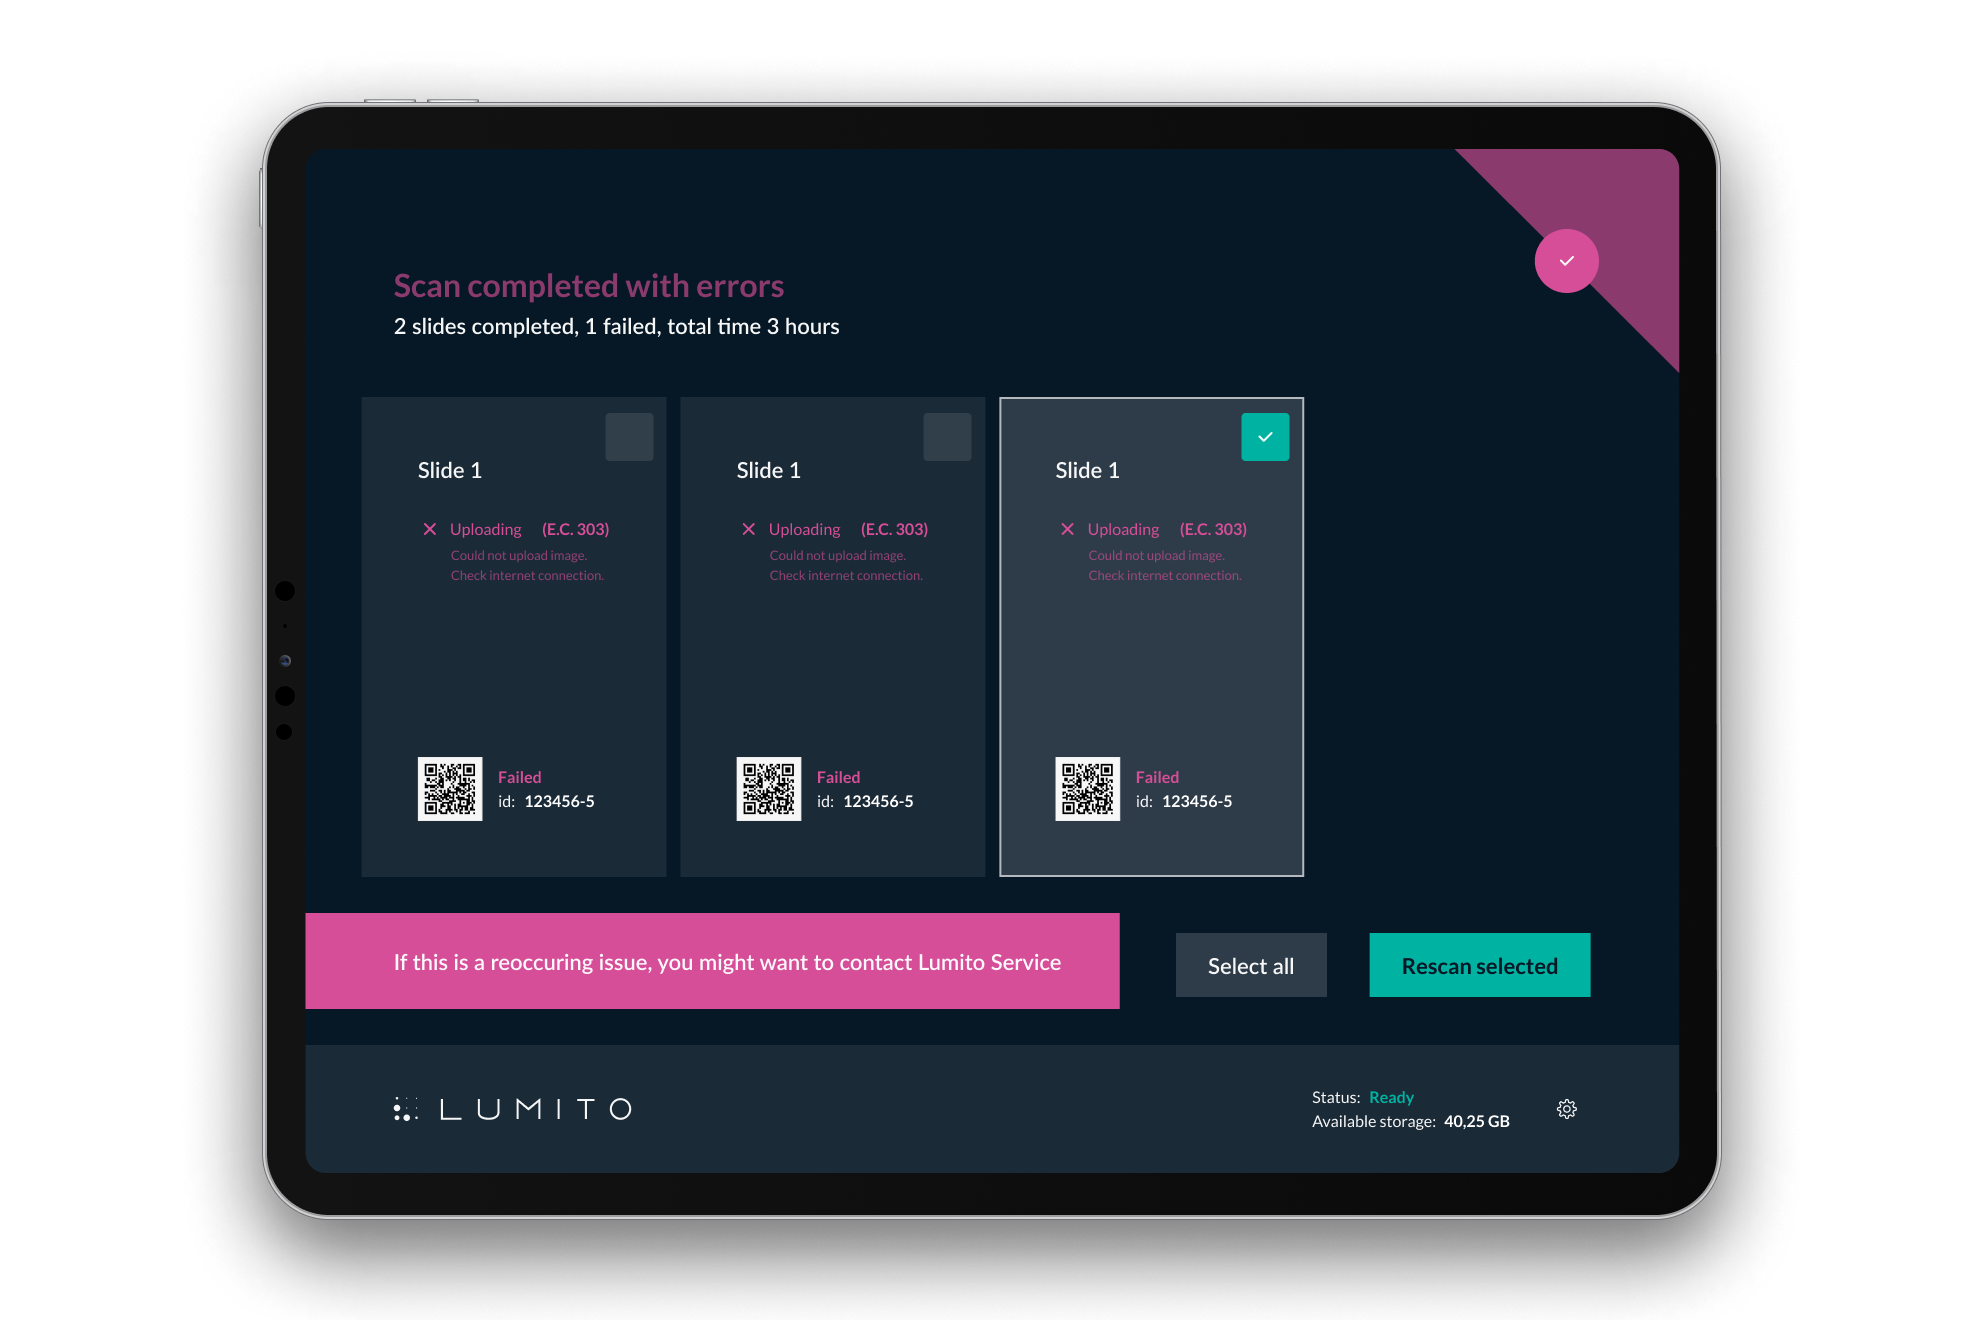 Scan completed with errors
2 slides completed, 1 failed, total time 3 hours
Slide 1
Uploading (E.C. 303)
Could not upload image.
Check internet connection.
Failed
id: 123456-5
Slide 1
Uploading (E.C. 303)
Could not upload image.
Check internet connection.
Failed
id: 123456-5
Slide 1
Uploading (E.C. 303)
Could not upload image.
Check internet connection.
Failed
id: 123456-5
If this is a reoccuring issue, you might want to contact Lumito Service
Select all
Rescan selected
LUMITO
Status: Ready
Available storage: 40,25 GB